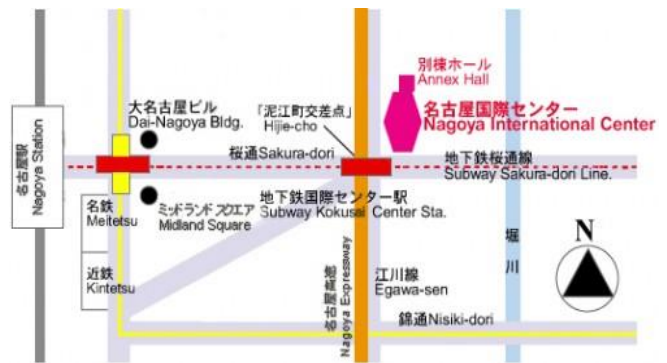 別棟ホール
Annex Hall
大名古屋ビル
Dai-Nagoya Bldg.
「泥江町交差点」
Hijie-cho
名古屋国際センター
Nagoya International Center
桜通Sakura-dori
地下鉄桜通線
Subway Sakura-dori Line.
名古屋駅
Nagoya Station
名鉄
Meitetsu
ミッドランドスクエア
Midland Square
地下鉄国際センター駅
Subway Kokusai Center Sta.
堀川
N
近鉄
Kintetsu
名古屋高速
Nagoya Expressway
江川線
Egawa-sen
錦通Nisiki-dori